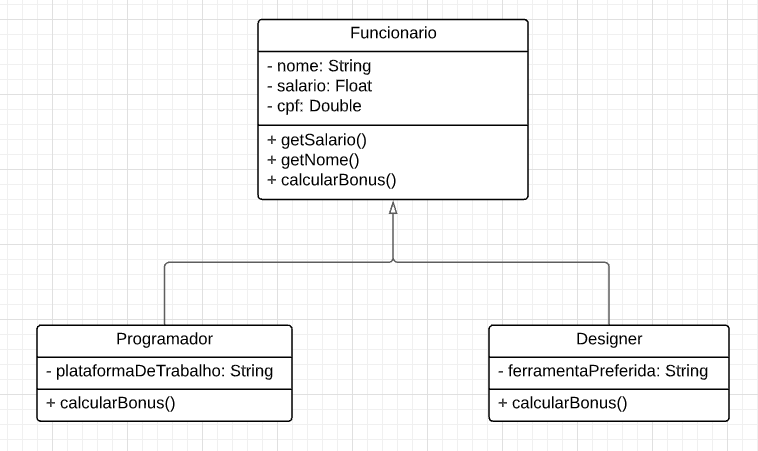 Funcionario
- nome: String
- salario: Float
- cpf: Double
+ getSalario()
+ getNome()
+ calcularBonus()
Programador
- plataformaDeTrabalho: String
+ calcularBonus()
Designer
- ferramentaPreferida: String
+ calcularBonus()